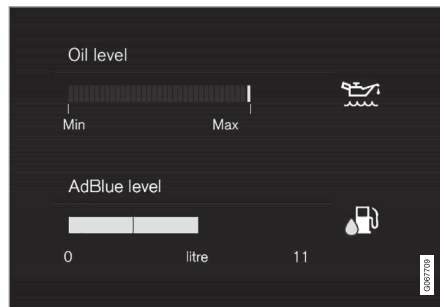 Oil level
Min Max
AdBlue level
0 litre 11
G067709